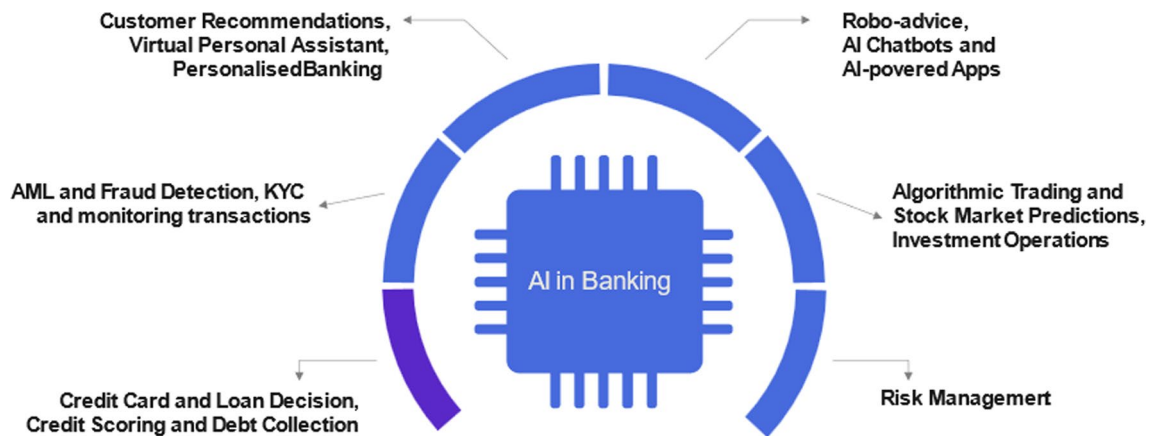 Customer Recommendations,
Virtual Personal Assistant,
PersonalisedBanking
Robo-advice,
AI Chatbots and
AI-povered Apps
AML and Fraud Detection, KYC
and monitoring transactions
Algorithmic Trading and
Stock Market Predictions,
Investment Operations
AI in Banking
Credit Card and Loan Decision,
Credit Scoring and Debt Collection
Risk Management